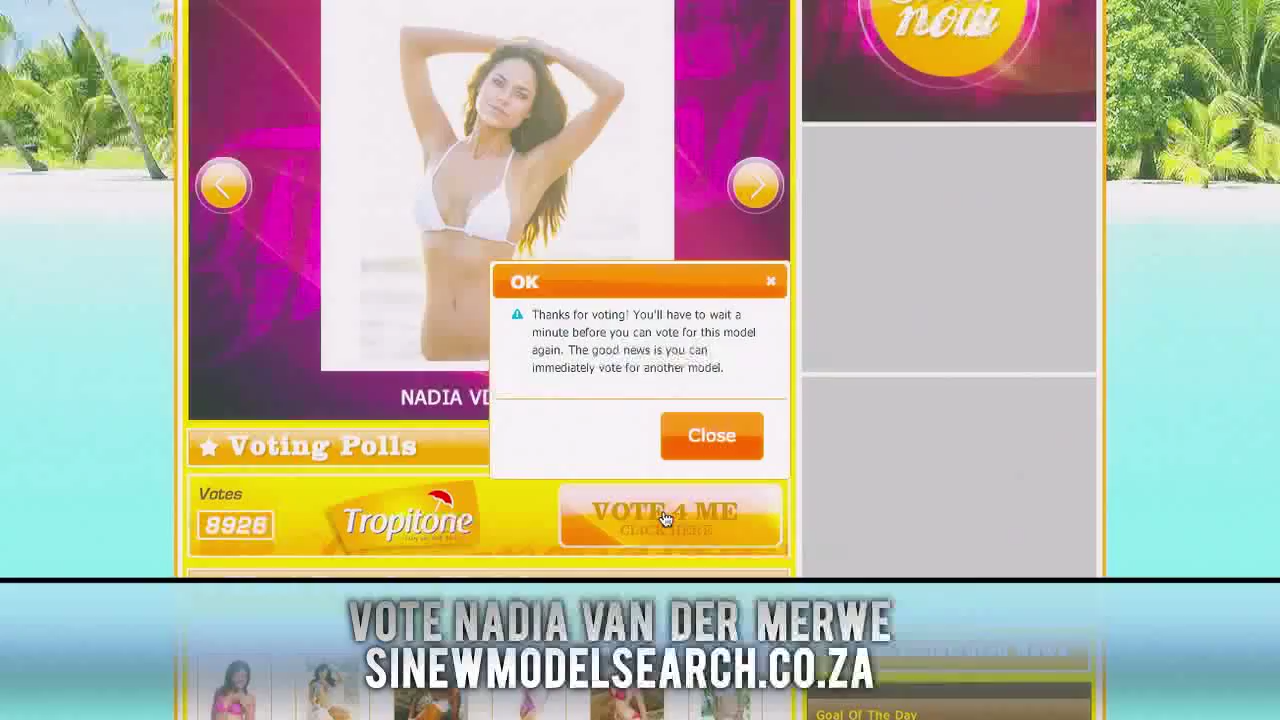 now
OK
Thanks for voting! You'll have to wait a
minute before you can vote for this model
again. The good news is you can
immediately vote for another model.
NADIA VD
Close
Voting Polls
Votes
8926
Tropitone
VOTE 4 ME
CLICK HERE
VOTE NADIA VAN DER MERWE
SINEWMODELSEARCH.CO.ZA
Goal Of The Day